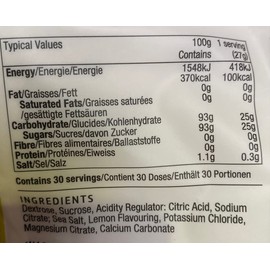 Typical Values 100g 1 serving
Contains (27g)
Energy/Energie/Energie 1548kJ 418kJ
370kcal 100kcal
Fat/Graisses/Fett 0g 0g
Saturated Fats/Graisses saturées 0g 0g
/gesättigte Fettsäuren
Carbohydrate/Glucides/Kohlenhydrate 93g 25g
Sugars/Sucres/davon Zucker 93g 25g
Fibre/Fibres alimentaires/Ballaststoffe 0g 0g
Protein/Protéines/Eiweiss 0g 0g
Salt/Sel/Salz 1.1g 0.3g
Contains 30 servings/Contient 30 Doses/Enthält 30 Portionen
INGREDIENTS
Dextrose, Sucrose, Acidity Regulator: Citric Acid, Sodium
Citrate; Sea Salt, Lemon Flavouring, Potassium Chloride,
Magnesium Citrate, Calcium Carbonate